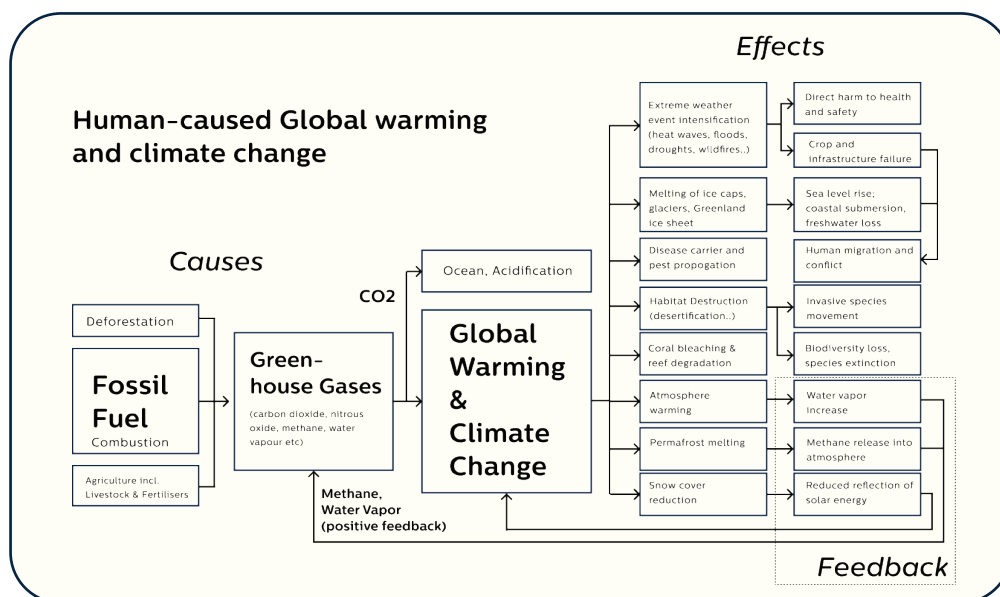 Effects
Human-caused Global warming
and climate change
Causes
Deforestation
Fossil
Fuel
Combustion
Agriculture incl.
Livestock & Fertilisers
Green-
house Gases
(carbon dioxide, nitrous
oxide, methane, water
vapour etc)
CO2
Ocean, Acidification
Global
Warming
&
Climate
Change
Methane,
Water Vapor
(positive feedback)
Extreme weather
event intensification
(heat waves, floods,
droughts, wildfires..)
Direct harm to health
and safety
Crop and
infrastructure failure
Melting of ice caps,
glaciers, Greenland
ice sheet
Sea level rise;
coastal submersion,
freshwater loss
Disease carrier and
pest propogation
Human migration and
conflict
Habitat Destruction
(desertification..)
Invasive species
movement
Coral bleaching &
reef degradation
Biodiversity loss,
species extinction
Atmosphere
warming
Water vapor
increase
Permafrost melting
Methane release into
atmosphere
Snow cover
reduction
Reduced reflection of
solar energy
Feedback